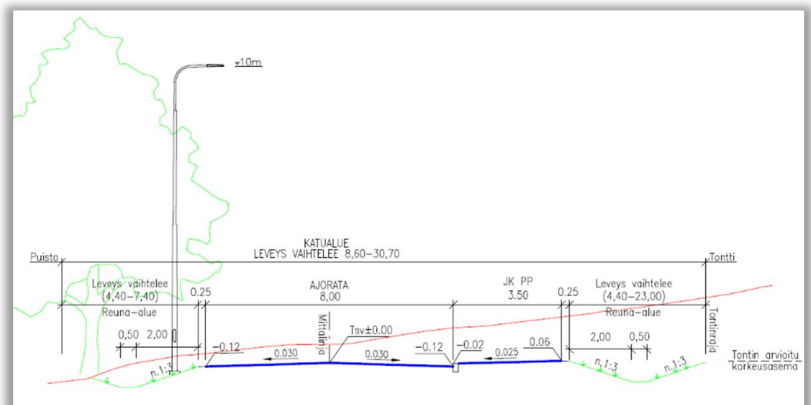 ≈10m
KATUALUE
LEVEYS VAIHTELEE 8,60–30,70
Puisto
Tontti
Leveys vaihtelee
(4,40–7,40)
Reuna-alue
0.25
AJORATA
8,00
JK PP
3.50
0.25
Leveys vaihtelee
(4,40–23,00)
Reuna-alue
0,50 2,00
Mittalinja
Tsv±0.00
2,00 0,50
Tontinraja
-0.12
-0.12
-0.02
0.06
0.030
0.030
0.025
n.1:3
n.1:3
n.1:3
Tontin arvioitu
korkeusasema